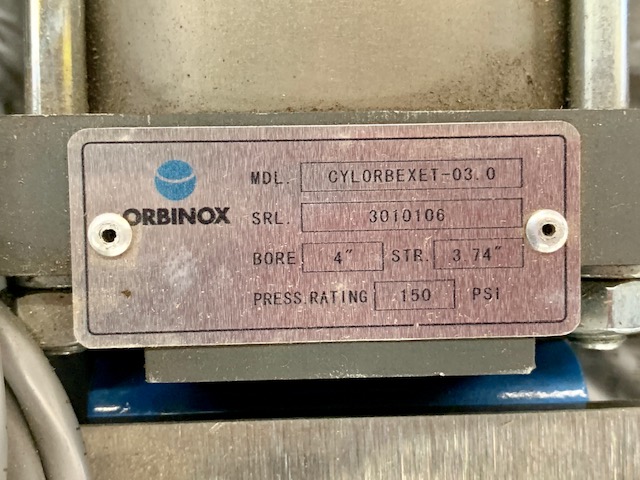 ORBINOX
MDL. CYLORBEXET-03.0
SRL. 3010106
BORE 4" STR. 3.74"
PRESS.RATING 150 PSi